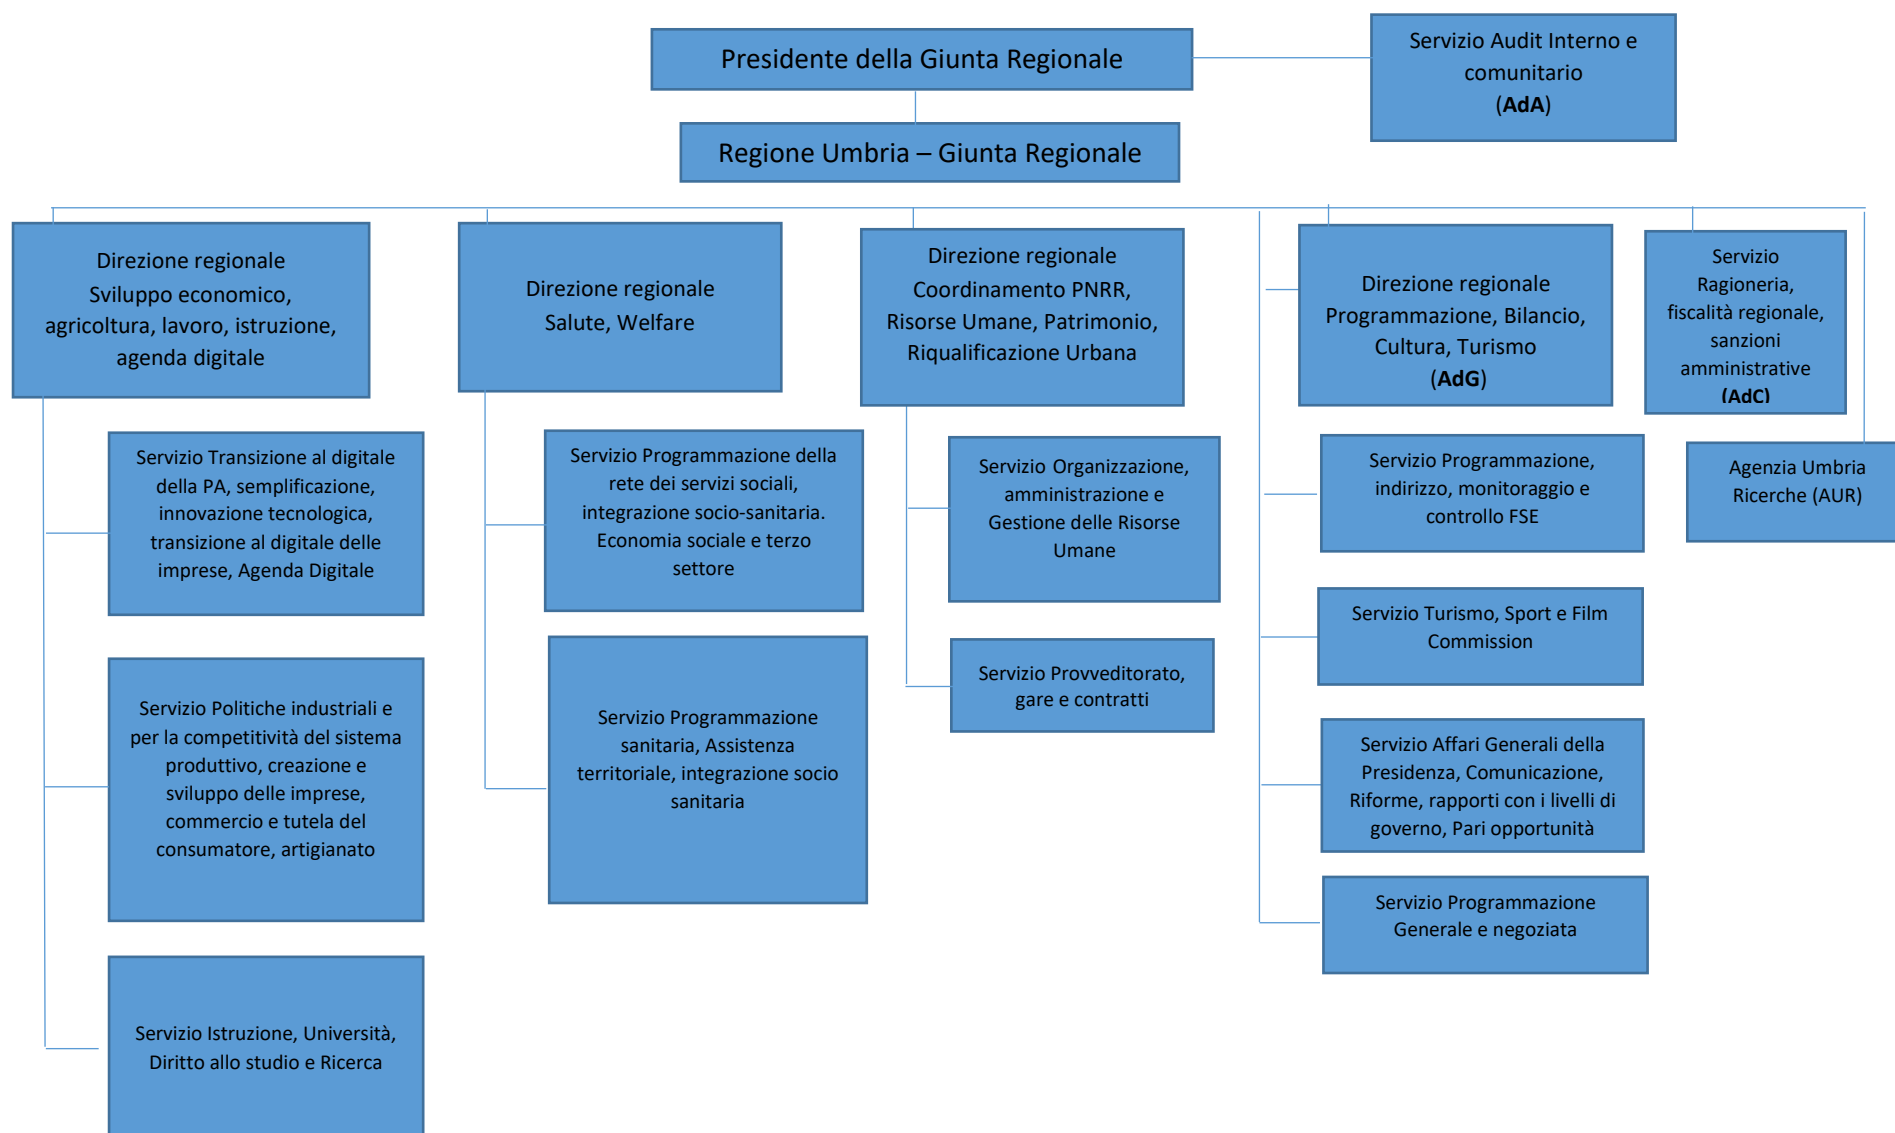 Presidente della Giunta Regionale
Servizio Audit Interno e
comunitario
(AdA)
Regione Umbria – Giunta Regionale
Direzione regionale
Sviluppo economico,
agricoltura, lavoro, istruzione,
agenda digitale
Servizio Transizione al digitale
della PA, semplificazione,
innovazione tecnologica,
transizione al digitale delle
imprese, Agenda Digitale
Servizio Politiche industriali e
per la competitività del sistema
produttivo, creazione e
sviluppo delle imprese,
commercio e tutela del
consumatore, artigianato
Servizio Istruzione, Università,
Diritto allo studio e Ricerca
Direzione regionale
Salute, Welfare
Servizio Programmazione della
rete dei servizi sociali,
integrazione socio-sanitaria.
Economia sociale e terzo
settore
Servizio Programmazione
sanitaria, Assistenza
territoriale, integrazione socio
sanitaria
Direzione regionale
Coordinamento PNRR,
Risorse Umane, Patrimonio,
Riqualificazione Urbana
Servizio Organizzazione,
amministrazione e
Gestione delle Risorse
Umane
Servizio Provveditorato,
gare e contratti
Direzione regionale
Programmazione, Bilancio,
Cultura, Turismo
(AdG)
Servizio Programmazione,
indirizzo, monitoraggio e
controllo FSE
Servizio Turismo, Sport e Film
Commission
Servizio Affari Generali della
Presidenza, Comunicazione,
Riforme, rapporti con i livelli di
governo, Pari opportunità
Servizio Programmazione
Generale e negoziata
Servizio
Ragioneria,
fiscalità regionale,
sanzioni
amministrative
(AdC)
Agenzia Umbria
Ricerche (AUR)